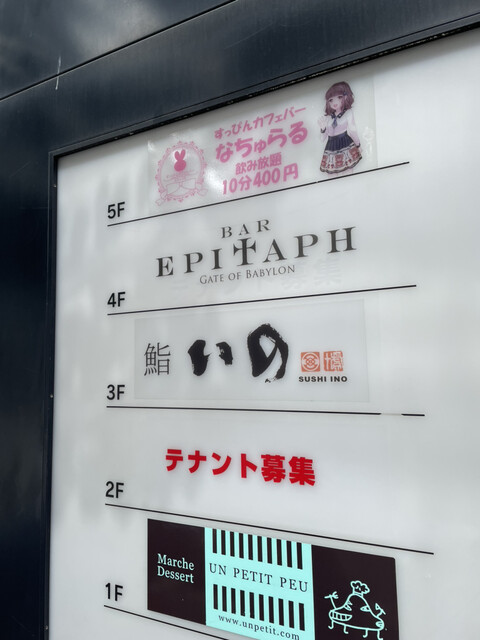 すっぴんカフェバー
なちゅらる
飲み放題
10分400円
5F
BAR
EPITAPH
GATE OF BABYLON
4F
鮨 いの
SUSHI INO
3F
テナント募集
2F
Marche
Dessert
UN PETIT PEU
www.unpetit.com
1F